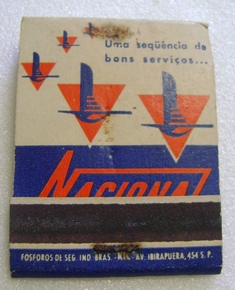 Uma seqüência de
bons serviços...
NACIONAL
FOSFOROS DE SEG. IND. BRAS. - AV. IBIRAPUERA, 454 S. P.